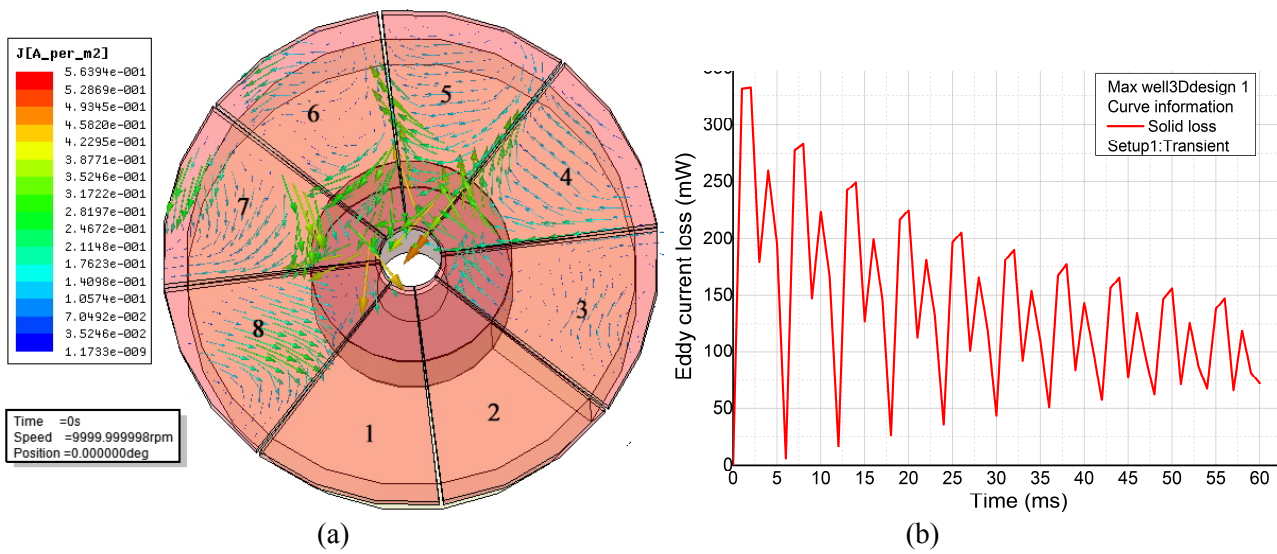 J[A_per_m2]
5.6394e-001
5.2869e-001
4.9345e-001
4.5820e-001
4.2295e-001
3.8771e-001
3.5246e-001
3.1722e-001
2.8197e-001
2.4672e-001
2.1148e-001
1.7623e-001
1.4098e-001
1.0574e-001
7.0492e-002
3.5246e-002
1.1733e-009
5
6
4
7
3
8
2
1
Time =0s
Speed =9999.999998rpm
Position =0.000000deg
(a)
Max well3Ddesign 1
Curve information
Solid loss
Setup1:Transient
Eddy current loss (mW)
300
250
200
150
100
50
0
0 5 10 15 20 25 30 35 40 45 50 55 60
Time (ms)
(b)